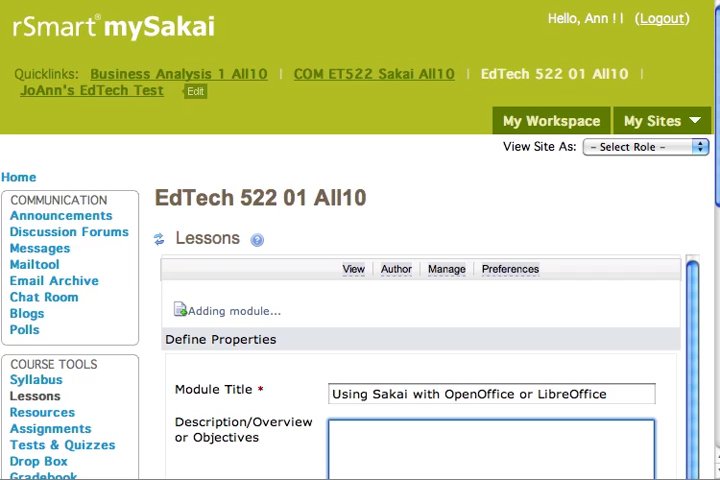 rSmart® mySakai
Hello, Ann ! | (Logout)
Quicklinks: Business Analysis 1 All10 | COM ET522 Sakai All10 | EdTech 522 01 All10 |
JoAnn's EdTech Test Edit
My Workspace My Sites
View Site As: - Select Role -
Home
COMMUNICATION
Announcements
Discussion Forums
Messages
Mailtool
Email Archive
Chat Room
Blogs
Polls
COURSE TOOLS
Syllabus
Lessons
Resources
Assignments
Tests & Quizzes
Drop Box
Gradebook
EdTech 522 01 All10
Lessons ?
View Author Manage Preferences
Adding module...
Define Properties
Module Title * Using Sakai with OpenOffice or LibreOffice
Description/Overview
or Objectives